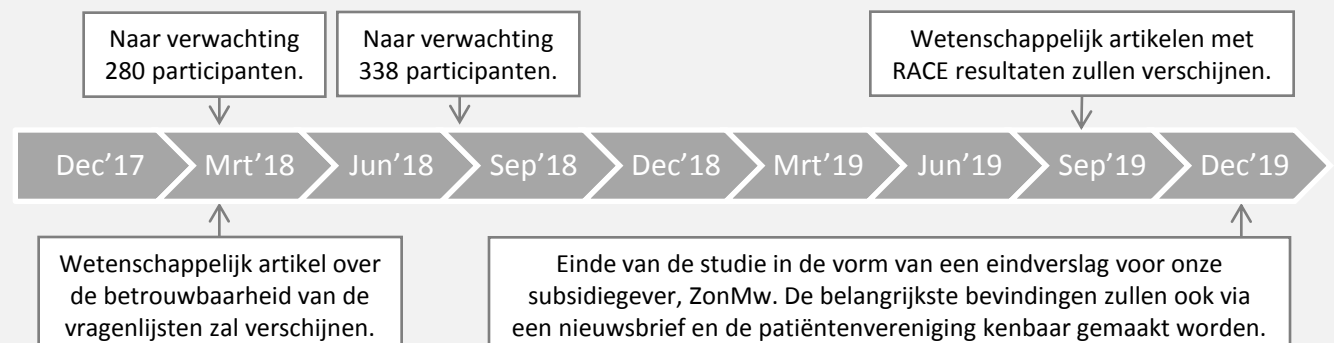 Naar verwachting
280 participanten.
Naar verwachting
338 participanten.
Wetenschappelijk artikelen met
RACE resultaten zullen verschijnen.
Dec’17
Mrt’18
Jun’18
Sep’18
Dec’18
Mrt’19
Jun’19
Sep’19
Dec’19
Wetenschappelijk artikel over
de betrouwbaarheid van de
vragenlijsten zal verschijnen.
Einde van de studie in de vorm van een eindverslag voor onze
subsidiegever, ZonMw. De belangrijkste bevindingen zullen ook via
een nieuwsbrief en de patiëntenvereniging kenbaar gemaakt worden.